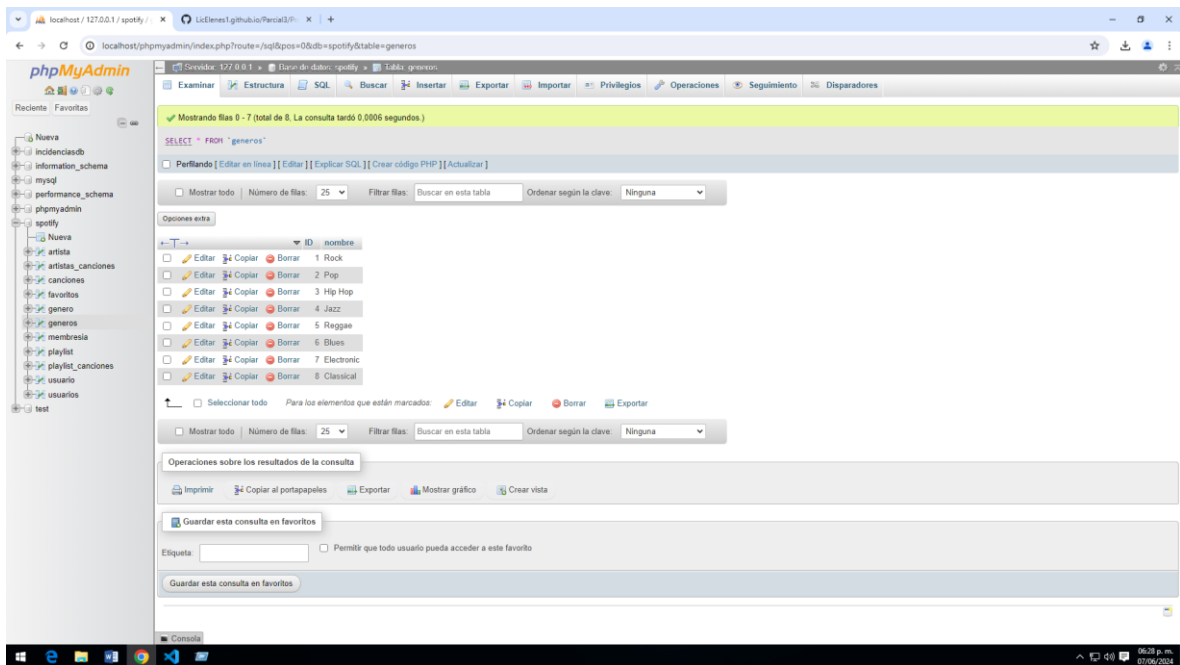 localhost / 127.0.0.1 / spotify /
LicElenes1.github.io/Parcial3/
localhost/phpmyadmin/index.php?route=/sql&pos=0&db=spotify&table=generos
phpMyAdmin
Reciente Favoritas
Nueva
incidenciasdb
information_schema
mysql
performance_schema
phpmyadmin
spotify
Nueva
artista
artistas_canciones
canciones
favoritos
genero
generos
membresia
playlist
playlist_canciones
usuario
usuarios
test
Servidor: 127.0.0.1 » Base de datos: spotify » Tabla: generos
Examinar Estructura SQL Buscar Insertar Exportar Importar Privilegios Operaciones Seguimiento Disparadores
Mostrando filas 0 - 7 (total de 8, La consulta tardó 0,0006 segundos.)
SELECT * FROM `generos`
Perfilando [ Editar en línea ] [ Editar ] [ Explicar SQL ] [ Crear código PHP ] [ Actualizar ]
Mostrar todo | Número de filas: 25 Filtrar filas: Buscar en esta tabla Ordenar según la clave: Ninguna
Opciones extra
←T→ ID nombre
Editar Copiar Borrar 1 Rock
Editar Copiar Borrar 2 Pop
Editar Copiar Borrar 3 Hip Hop
Editar Copiar Borrar 4 Jazz
Editar Copiar Borrar 5 Reggae
Editar Copiar Borrar 6 Blues
Editar Copiar Borrar 7 Electronic
Editar Copiar Borrar 8 Classical
Seleccionar todo Para los elementos que están marcados: Editar Copiar Borrar Exportar
Mostrar todo | Número de filas: 25 Filtrar filas: Buscar en esta tabla Ordenar según la clave: Ninguna
Operaciones sobre los resultados de la consulta
Imprimir Copiar al portapapeles Exportar Mostrar gráfico Crear vista
Guardar esta consulta en favoritos
Etiqueta: Permitir que todo usuario pueda acceder a este favorito
Guardar esta consulta en favoritos
Consola
06:28 p. m.
07/06/2024